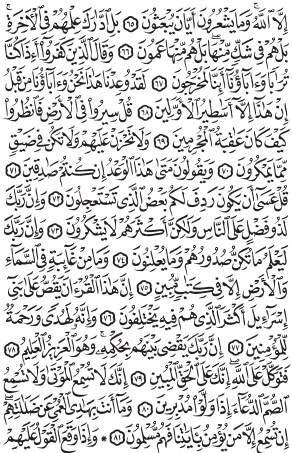 إِلَّا ٱللَّهُۚ وَمَا يَشْعُرُونَ أَيَّانَ يُبْعَثُونَ ٦٥ بَلِ ٱدَّٰرَكَ عِلْمُهُمْ فِي ٱلْءَاخِرَةِۚ
بَلْ هُمْ فِي شَكٍّ مِّنْهَاۖ بَلْ هُم مِّنْهَا عَمُونَ ٦٦ وَقَالَ ٱلَّذِينَ كَفَرُوٓا۟ أَءِذَا كُنَّا
تُرَٰبًا وَءَابَآؤُنَآ أَئِنَّا لَمُخْرَجُونَ ٦٧ لَقَدْ وُعِدْنَا هَٰذَا نَحْنُ وَءَابَآؤُنَا مِن قَبْلُ
إِنْ هَٰذَآ إِلَّآ أَسَٰطِيرُ ٱلْأَوَّلِينَ ٦٨ قُلْ سِيرُوا۟ فِي ٱلْأَرْضِ فَٱنظُرُوا۟
كَيْفَ كَانَ عَٰقِبَةُ ٱلْمُجْرِمِينَ ٦٩ وَلَا تَحْزَنْ عَلَيْهِمْ وَلَا تَكُن فِي ضَيْقٍ
مِّمَّا يَمْكُرُونَ ٧٠ وَيَقُولُونَ مَتَىٰ هَٰذَا ٱلْوَعْدُ إِن كُنتُمْ صَٰدِقِينَ ٧١
قُلْ عَسَىٰٓ أَن يَكُونَ رَدِفَ لَكُم بَعْضُ ٱلَّذِي تَسْتَعْجِلُونَ ٧٢ وَإِنَّ رَبَّكَ
لَذُو فَضْلٍ عَلَى ٱلنَّاسِ وَلَٰكِنَّ أَكْثَرَهُمْ لَا يَشْكُرُونَ ٧٣ وَإِنَّ رَبَّكَ
لَيَعْلَمُ مَا تُكِنُّ صُدُورُهُمْ وَمَا يُعْلِنُونَ ٧٤ وَمَا مِنْ غَآئِبَةٍ فِي ٱلسَّمَآءِ
وَٱلْأَرْضِ إِلَّا فِي كِتَٰبٍ مُّبِينٍ ٧٥ إِنَّ هَٰذَا ٱلْقُرْءَانَ يَقُصُّ عَلَىٰ بَنِيٓ
إِسْرَٰٓءِيلَ أَكْثَرَ ٱلَّذِي هُمْ فِيهِ يَخْتَلِفُونَ ٧٦ وَإِنَّهُۥ لَهُدًى وَرَحْمَةٌ
لِّلْمُؤْمِنِينَ ٧٧ إِنَّ رَبَّكَ يَقْضِي بَيْنَهُم بِحُكْمِهِۦۚ وَهُوَ ٱلْعَزِيزُ ٱلْعَلِيمُ ٧٨
فَتَوَكَّلْ عَلَى ٱللَّهِۖ إِنَّكَ عَلَى ٱلْحَقِّ ٱلْمُبِينِ ٧٩ إِنَّكَ لَا تُسْمِعُ ٱلْمَوْتَىٰ وَلَا تُسْمِعُ
ٱلصُّمَّ ٱلدُّعَآءَ إِذَا وَلَّوْا۟ مُدْبِرِينَ ٨٠ وَمَآ أَنتَ بِهَٰدِي ٱلْعُمْيِ عَن ضَلَٰلَتِهِمْۖ
إِن تُسْمِعُ إِلَّا مَن يُؤْمِنُ بِـَٔايَٰتِنَا فَهُم مُّسْلِمُونَ ٨١ ۞ وَإِذَا وَقَعَ ٱلْقَوْلُ عَلَيْهِمْ